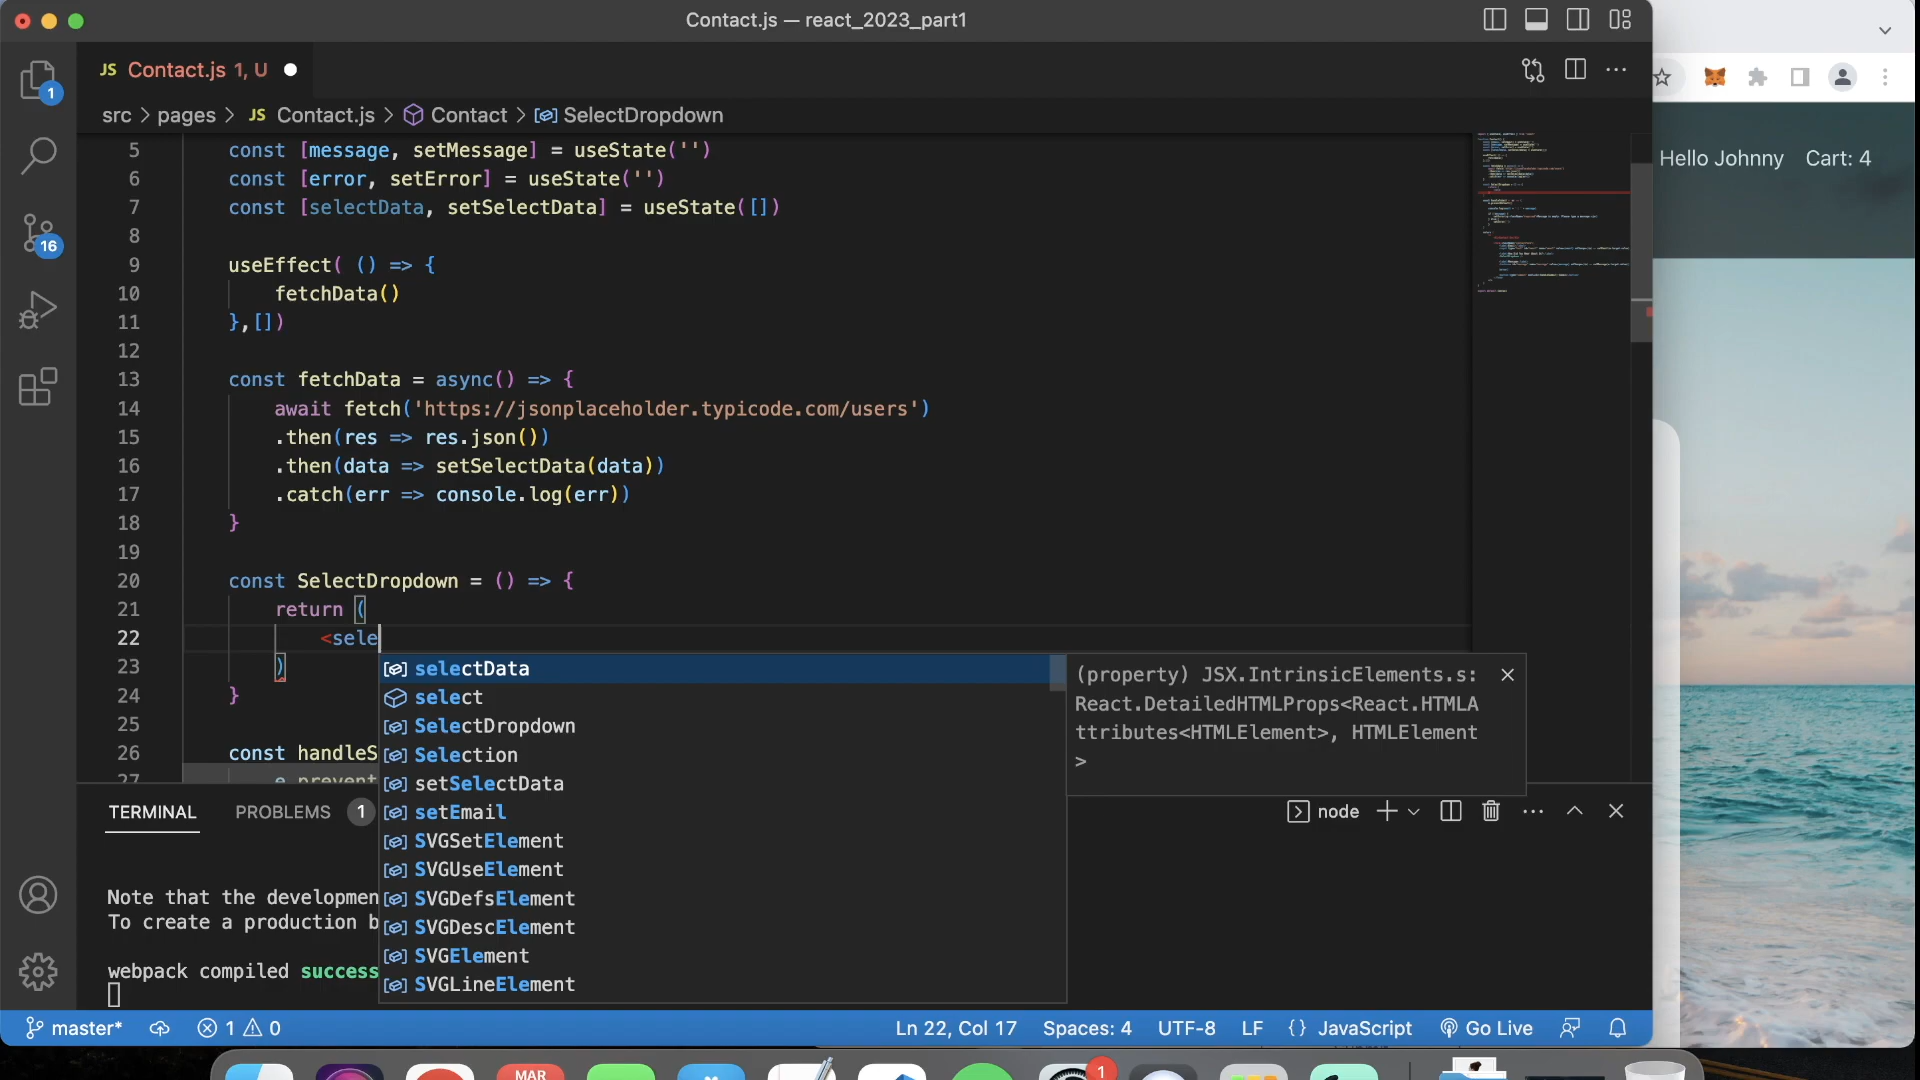 Contact.js — react_2023_part1
JS Contact.js 1, U
src > pages > JS Contact.js > Contact > SelectDropdown
5 const [message, setMessage] = useState('')
6 const [error, setError] = useState('')
7 const [selectData, setSelectData] = useState([])
8
9 useEffect( () => {
10 fetchData()
11 },[])
12
13 const fetchData = async() => {
14 await fetch('https://jsonplaceholder.typicode.com/users')
15 .then(res => res.json())
16 .then(data => setSelectData(data))
17 .catch(err => console.log(err))
18 }
19
20 const SelectDropdown = () => {
21 return (
22 <sele
23 )
24 }
25
26 const handleS
27 e.prevent
selectData
select
SelectDropdown
Selection
setSelectData
setEmail
SVGSetElement
SVGUseElement
SVGDefsElement
SVGDescElement
SVGElement
SVGLineElement
(property) JSX.IntrinsicElements.s:
React.DetailedHTMLProps<React.HTMLA
ttributes<HTMLElement>, HTMLElement
>
TERMINAL PROBLEMS 1
node
Note that the developmen
To create a production b
webpack compiled success
master* 1 0
Ln 22, Col 17 Spaces: 4 UTF-8 LF {} JavaScript Go Live
Hello Johnny Cart: 4
1
16
MAR
1